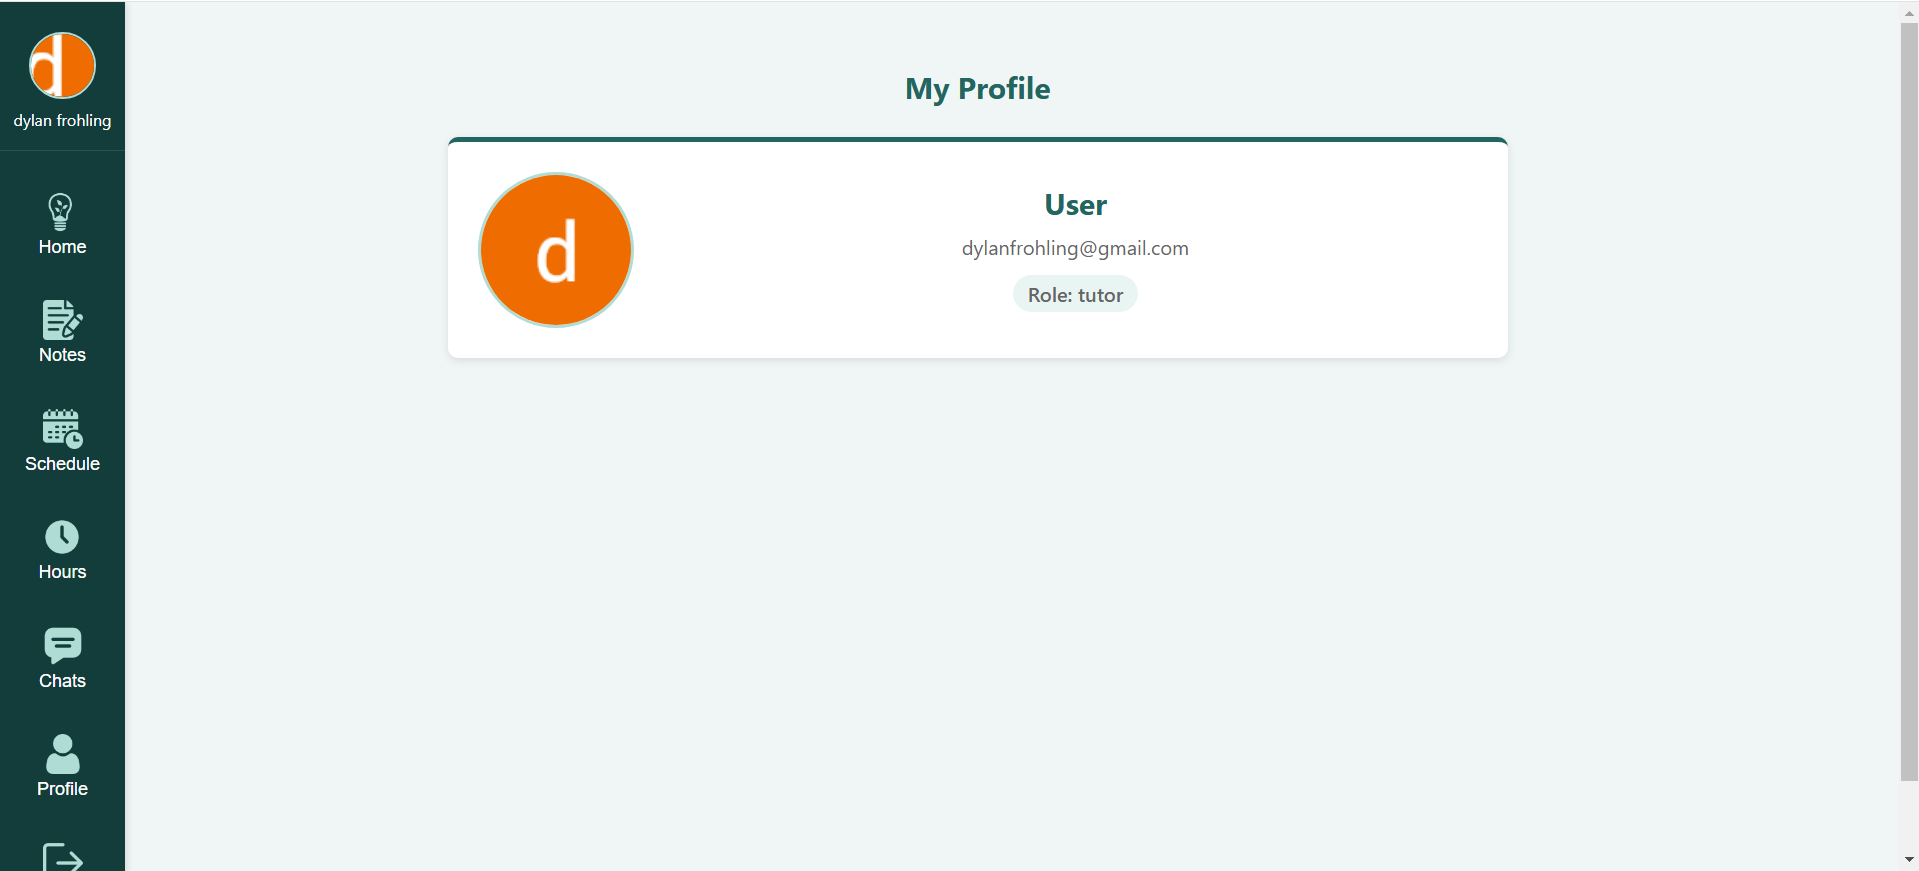 d
dylan frohling
Home
Notes
Schedule
Hours
Chats
Profile
My Profile
d
User
dylanfrohling@gmail.com
Role: tutor